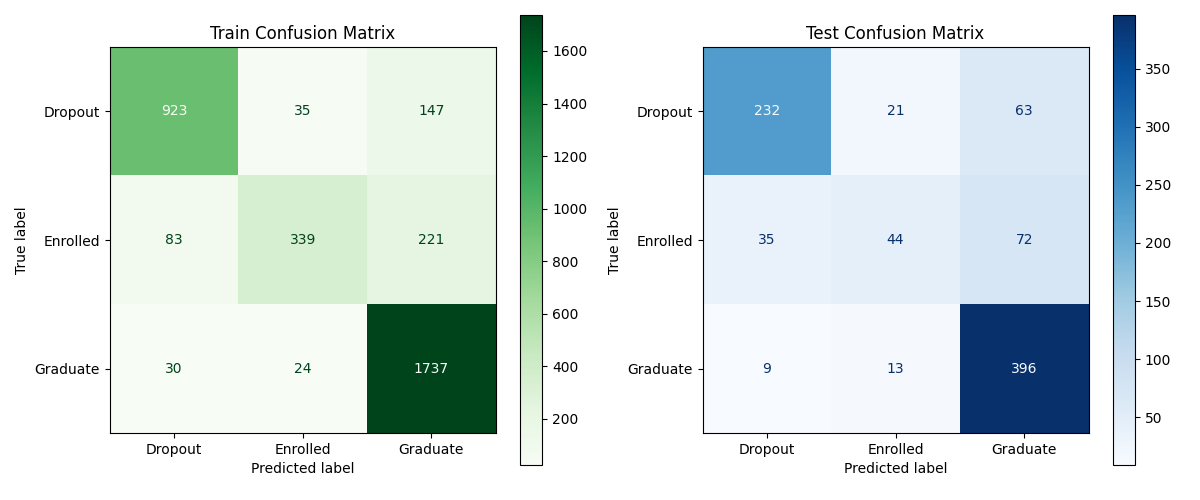 Train Confusion Matrix
Dropout 923 35 147
Enrolled 83 339 221
Graduate 30 24 1737
Dropout Enrolled Graduate
Predicted label
True label
1600
1400
1200
1000
800
600
400
200
Test Confusion Matrix
Dropout 232 21 63
Enrolled 35 44 72
Graduate 9 13 396
Dropout Enrolled Graduate
Predicted label
True label
350
300
250
200
150
100
50